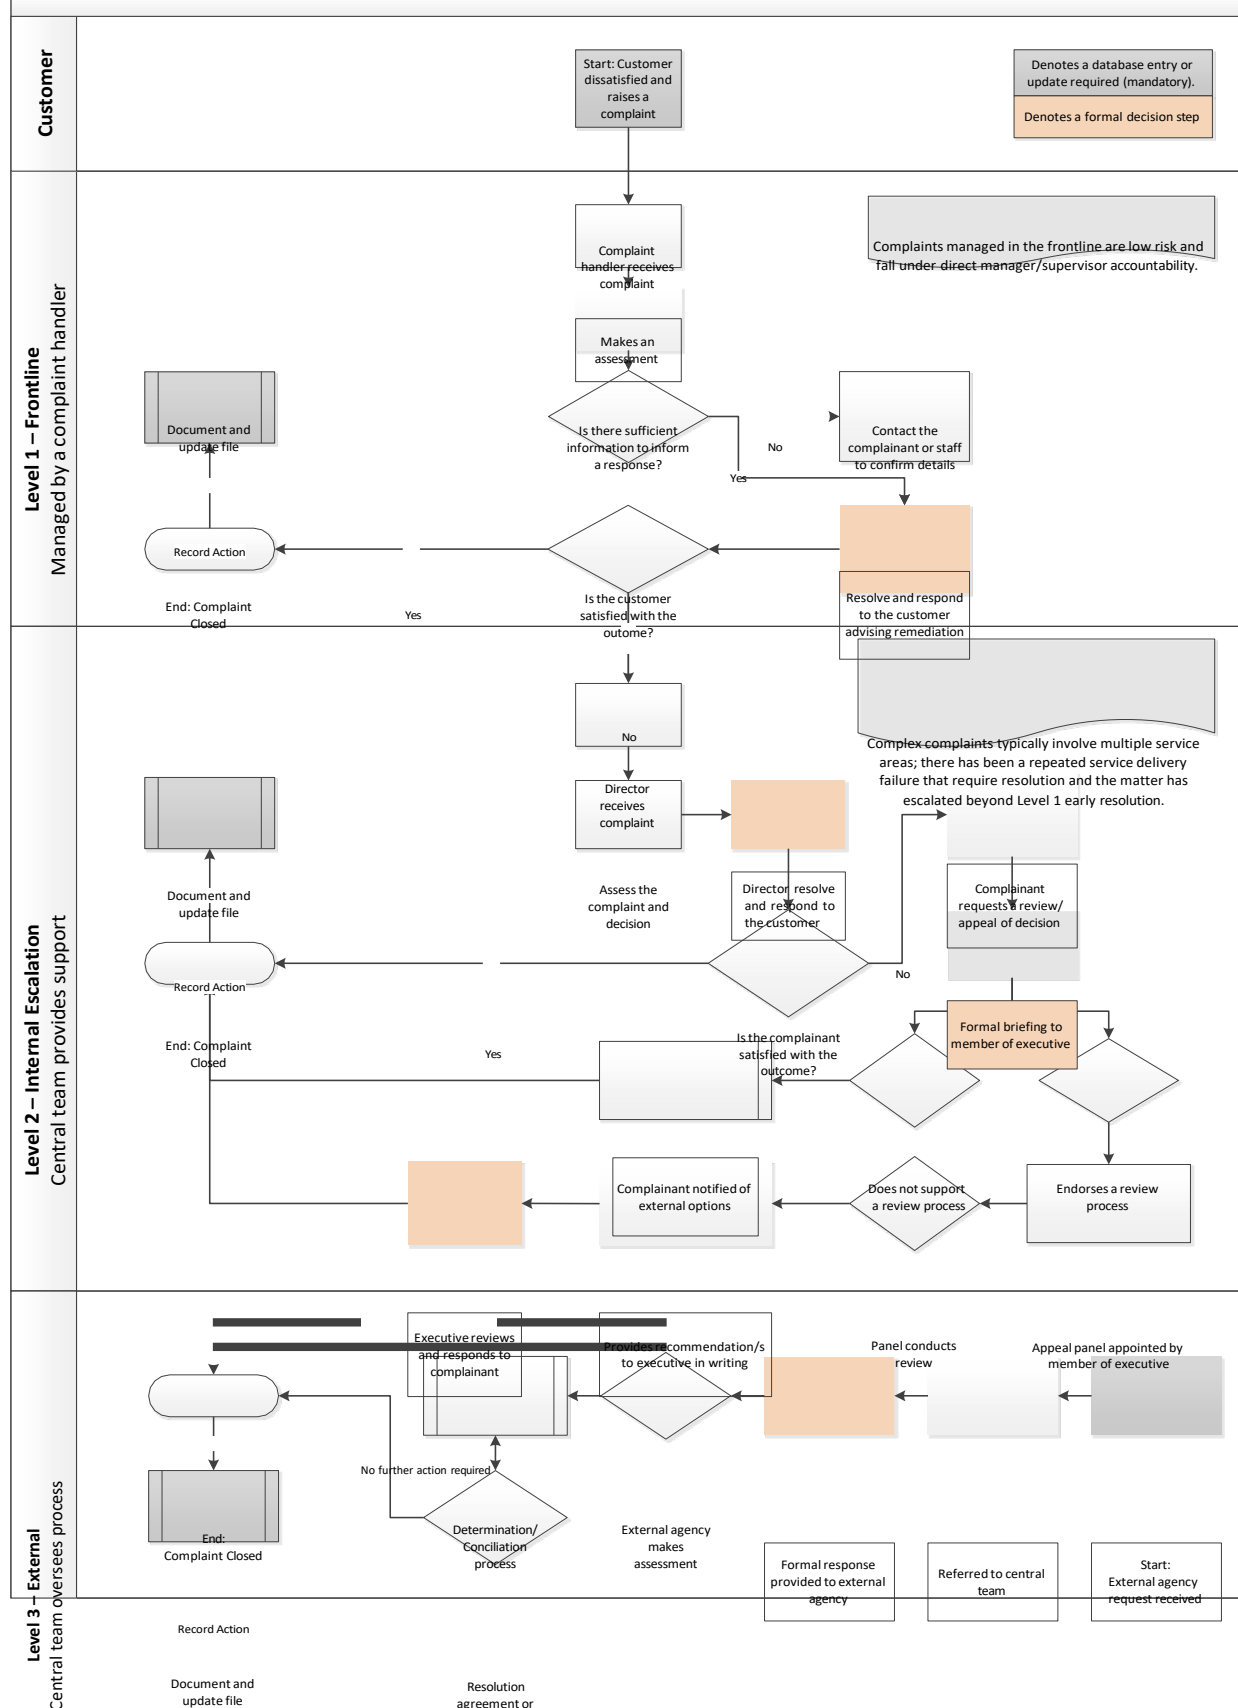 Customer
Start: Customer
dissatisfied and
raises a
complaint
Denotes a database entry or
update required (mandatory).
Denotes a formal decision step
Level 1 – Frontline
Managed by a complaint handler
Complaint
handler receives
complaint
Complaints managed in the frontline are low risk and
fall under direct manager/supervisor accountability.
Makes an
assessment
Document and
update file
Is there sufficient
information to inform
a response?
No
Contact the
complainant or staff
to confirm details
Yes
Record Action
End: Complaint
Closed
Yes
Is the customer
satisfied with the
outome?
Resolve and respond
to the customer
advising remediation
Level 2 – Internal Escalation
Central team provides support
No
Complex complaints typically involve multiple service
areas; there has been a repeated service delivery
failure that require resolution and the matter has
escalated beyond Level 1 early resolution.
Director
receives
complaint
Document and
update file
Assess the
complaint and
decision
Director resolve
and respond to
the customer
Complainant
requests a review/
appeal of decision
No
Record Action
Formal briefing to
member of executive
End: Complaint
Closed
Yes
Is the complainant
satisfied with the
outcome?
Complainant notified of
external options
Does not support
a review process
Endorses a review
process
Level 3 – External
Central team oversees process
Executive reviews
and responds to
complainant
Provides recommendation/s
to executive in writing
Panel conducts
review
Appeal panel appointed by
member of executive
No further action required
End:
Complaint Closed
Determination/
Conciliation
process
External agency
makes
assessment
Formal response
provided to external
agency
Referred to central
team
Start:
External agency
request received
Record Action
Document and
update file
Resolution
agreement or